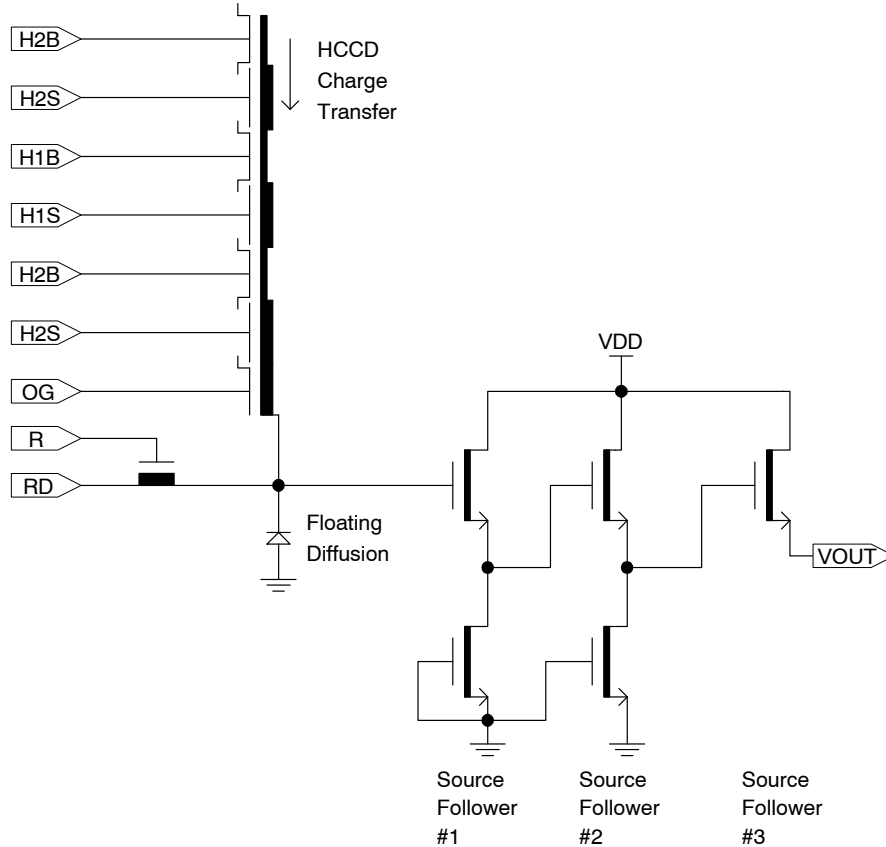 H2B
HCCD
Charge
Transfer
H2S
H1B
H1S
H2B
H2S
VDD
OG
R
RD
Floating
Diffusion
VOUT
Source
Follower
#1
Source
Follower
#2
Source
Follower
#3